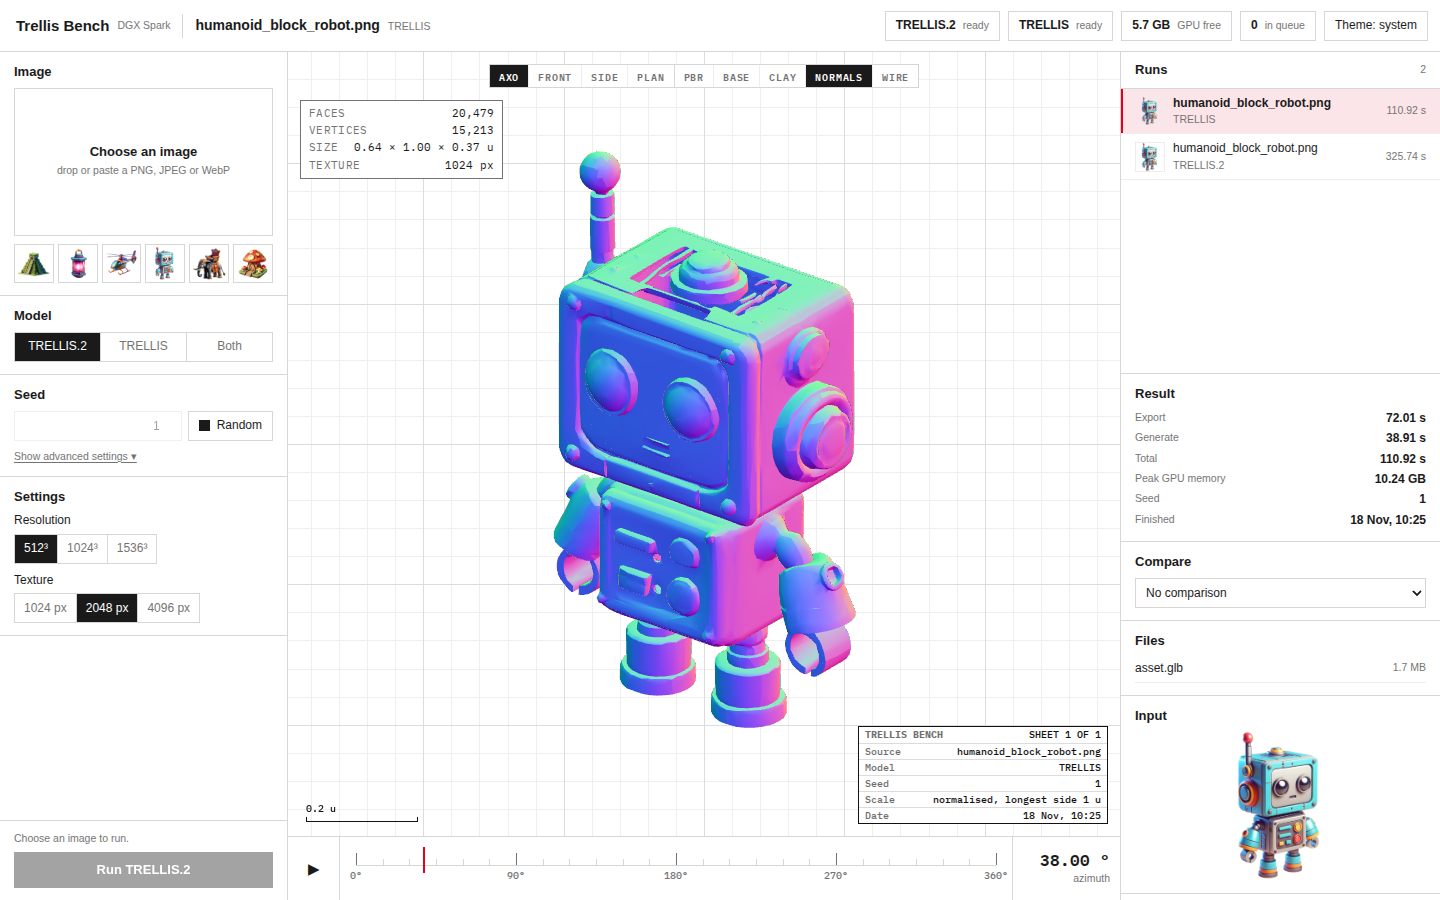 Trellis Bench DGX Spark humanoid_block_robot.png TRELLIS
TRELLIS.2 ready TRELLIS ready 5.7 GB GPU free 0 in queue Theme: system
Image
Choose an image
drop or paste a PNG, JPEG or WebP
Model
TRELLIS.2 TRELLIS Both
Seed
1 Random
Show advanced settings ▾
Settings
Resolution
512³ 1024³ 1536³
Texture
1024 px 2048 px 4096 px
Choose an image to run.
Run TRELLIS.2
AXO FRONT SIDE PLAN PBR BASE CLAY NORMALS WIRE
FACES 20,479
VERTICES 15,213
SIZE 0.64 × 1.00 × 0.37 u
TEXTURE 1024 px
0.2 u
TRELLIS BENCH SHEET 1 OF 1
Source humanoid_block_robot.png
Model TRELLIS
Seed 1
Scale normalised, longest side 1 u
Date 18 Nov, 10:25
0° 90° 180° 270° 360°
38.00 °
azimuth
Runs 2
humanoid_block_robot.png
TRELLIS 110.92 s
humanoid_block_robot.png
TRELLIS.2 325.74 s
Result
Export 72.01 s
Generate 38.91 s
Total 110.92 s
Peak GPU memory 10.24 GB
Seed 1
Finished 18 Nov, 10:25
Compare
No comparison
Files
asset.glb 1.7 MB
Input